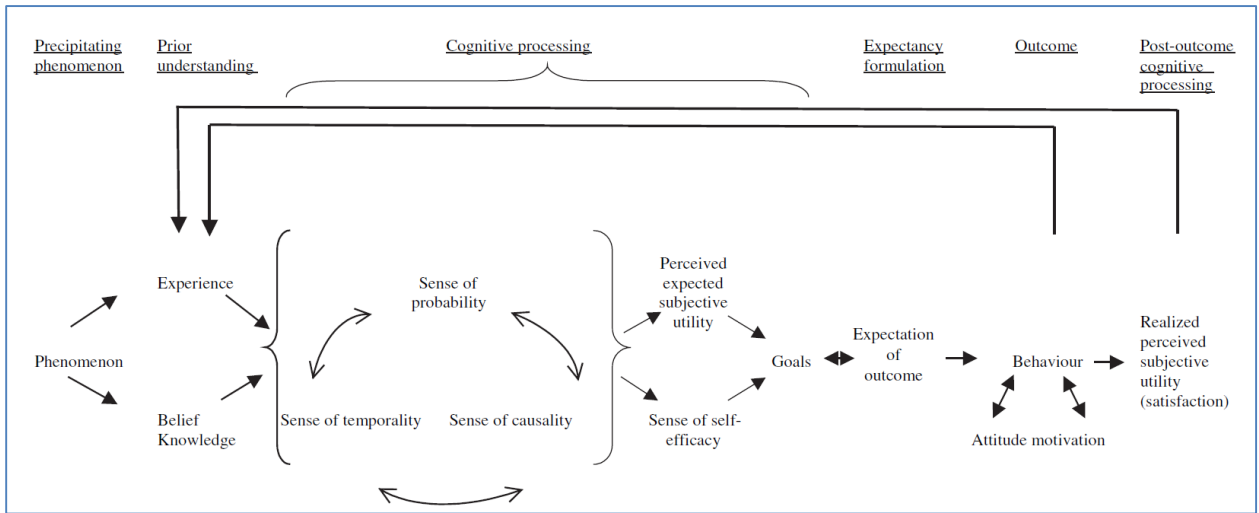 Precipitating
phenomenon
Prior
understanding
Cognitive processing
Expectancy
formulation
Outcome
Post-outcome
cognitive
processing
Experience
Phenomenon
Belief
Knowledge
Sense of
probability
Sense of temporality
Sense of causality
Perceived
expected
subjective
utility
Sense of self-
efficacy
Goals
Expectation
of
outcome
Behaviour
Attitude motivation
Realized
perceived
subjective
utility
(satisfaction)